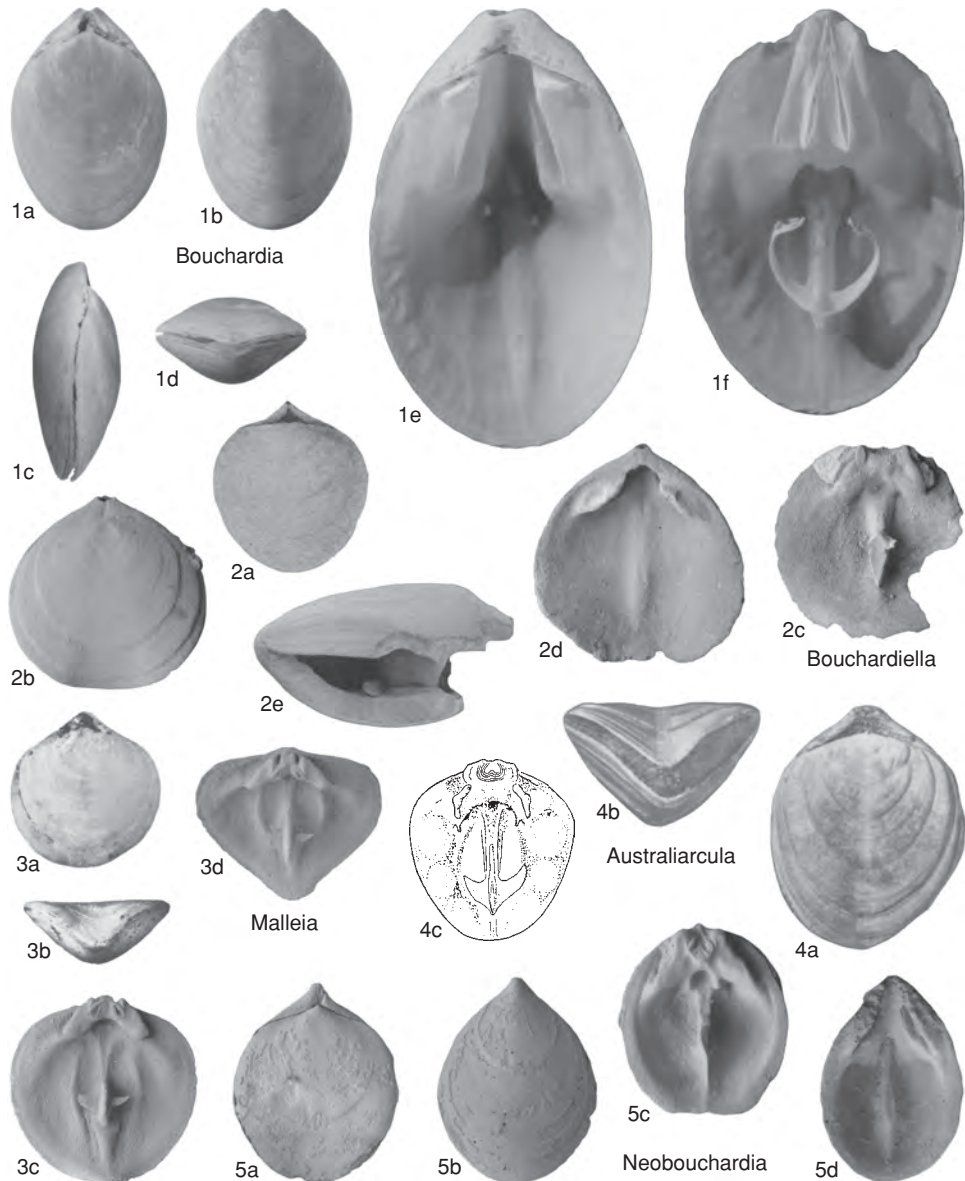 1a
1b
Bouchardia
1c
1d
1e
1f
2a
2b
2e
2d
2c
Bouchardiella
3a
3b
3d
Malleia
4c
4b
Australiarcula
4a
3c
5a
5b
5c
Neobouchardia
5d